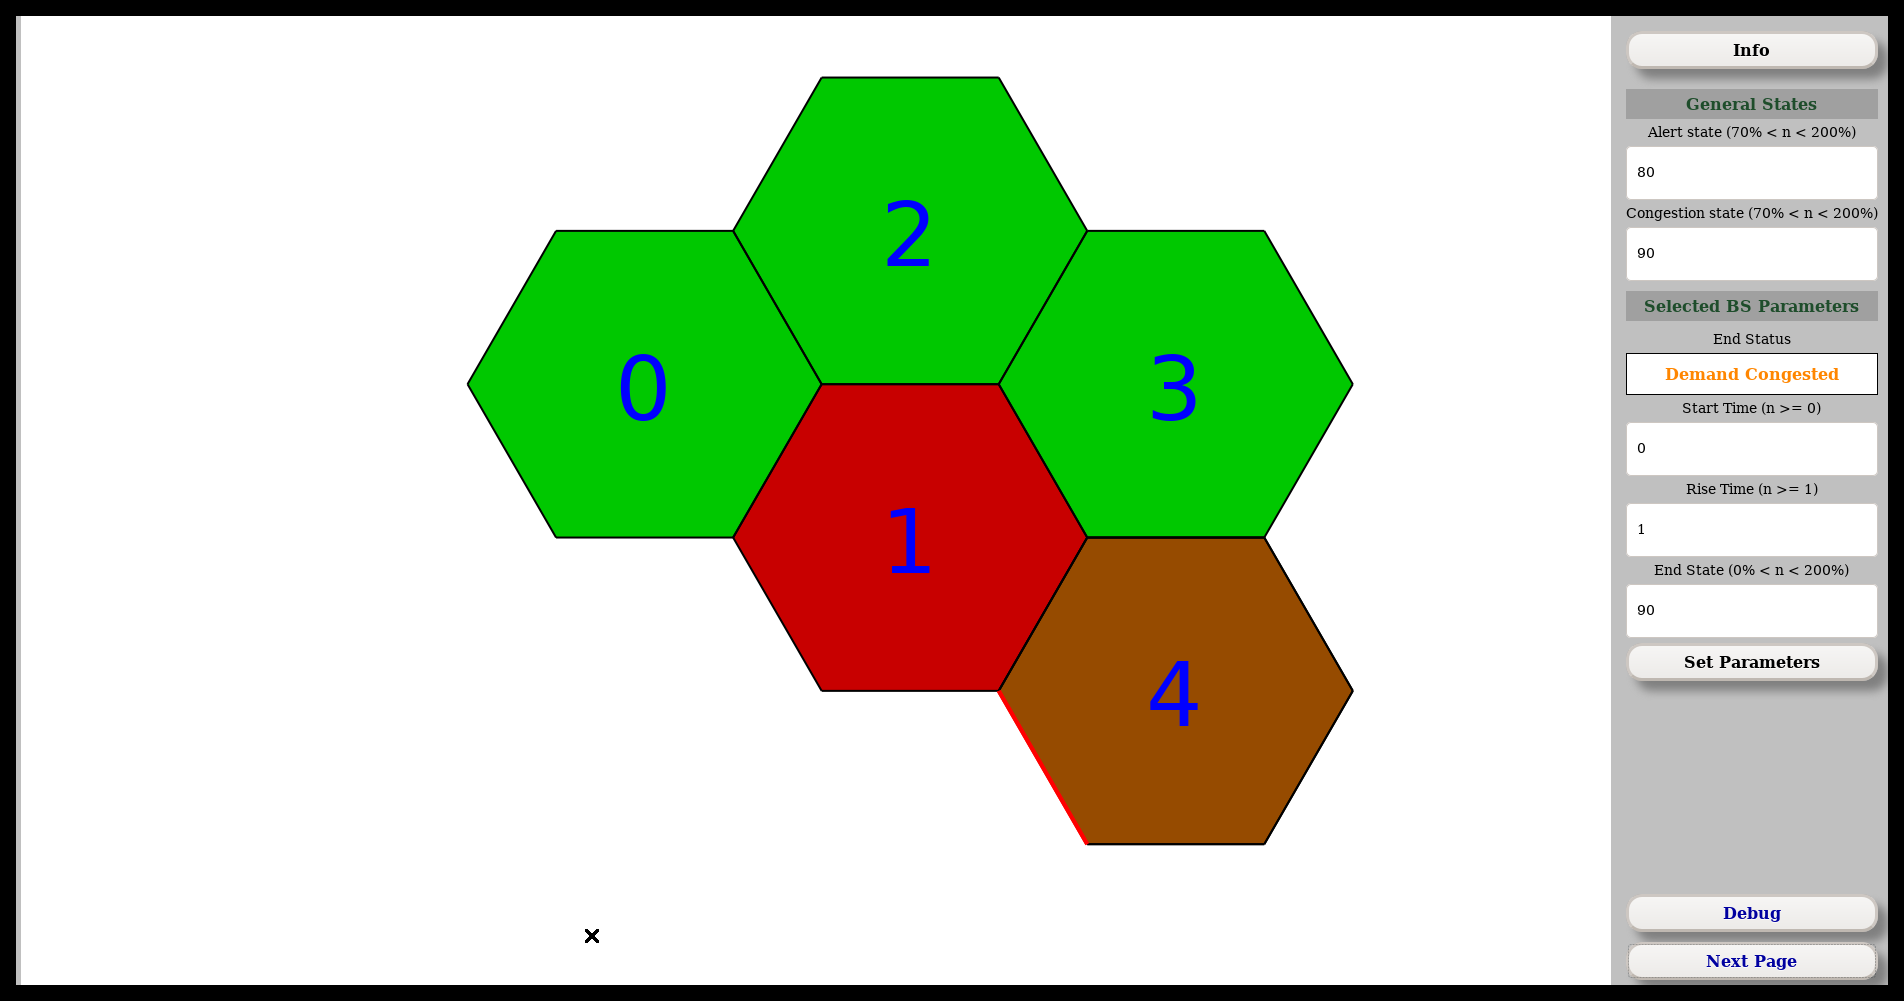 2
0
3
1
4
Info
General States
Alert state (70% < n < 200%)
80
Congestion state (70% < n < 200%)
90
Selected BS Parameters
End Status
Demand Congested
Start Time (n >= 0)
0
Rise Time (n >= 1)
1
End State (0% < n < 200%)
90
Set Parameters
Debug
Next Page